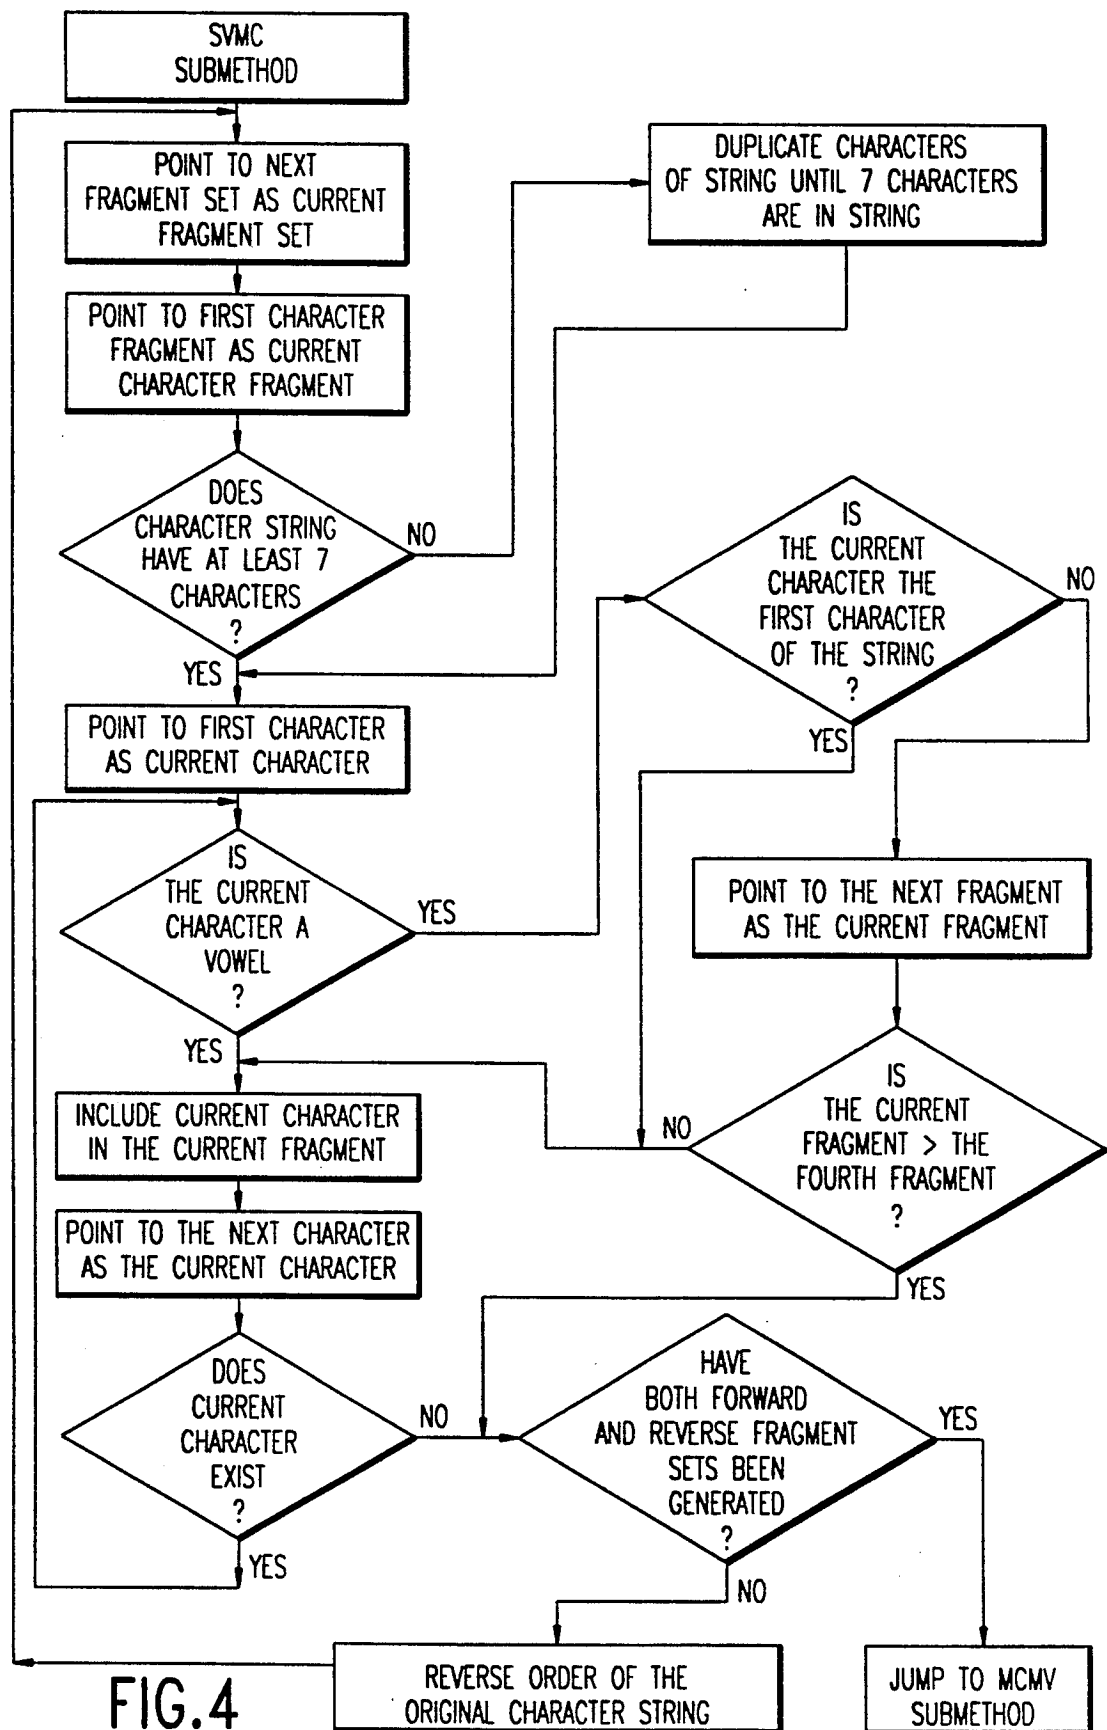 SVMC
SUBMETHOD
POINT TO NEXT
FRAGMENT SET AS CURRENT
FRAGMENT SET
POINT TO FIRST CHARACTER
FRAGMENT AS CURRENT
CHARACTER FRAGMENT
DOES
CHARACTER STRING
HAVE AT LEAST 7
CHARACTERS
?
NO
YES
DUPLICATE CHARACTERS
OF STRING UNTIL 7 CHARACTERS
ARE IN STRING
POINT TO FIRST CHARACTER
AS CURRENT CHARACTER
IS
THE CURRENT
CHARACTER A
VOWEL
?
YES
YES
IS
THE CURRENT
CHARACTER THE
FIRST CHARACTER
OF THE STRING
?
NO
YES
POINT TO THE NEXT FRAGMENT
AS THE CURRENT FRAGMENT
IS
THE CURRENT
FRAGMENT > THE
FOURTH FRAGMENT
?
NO
YES
INCLUDE CURRENT CHARACTER
IN THE CURRENT FRAGMENT
POINT TO THE NEXT CHARACTER
AS THE CURRENT CHARACTER
DOES
CURRENT
CHARACTER
EXIST
?
NO
YES
HAVE
BOTH FORWARD
AND REVERSE FRAGMENT
SETS BEEN
GENERATED
?
YES
NO
REVERSE ORDER OF THE
ORIGINAL CHARACTER STRING
JUMP TO MCMV
SUBMETHOD
FIG.4